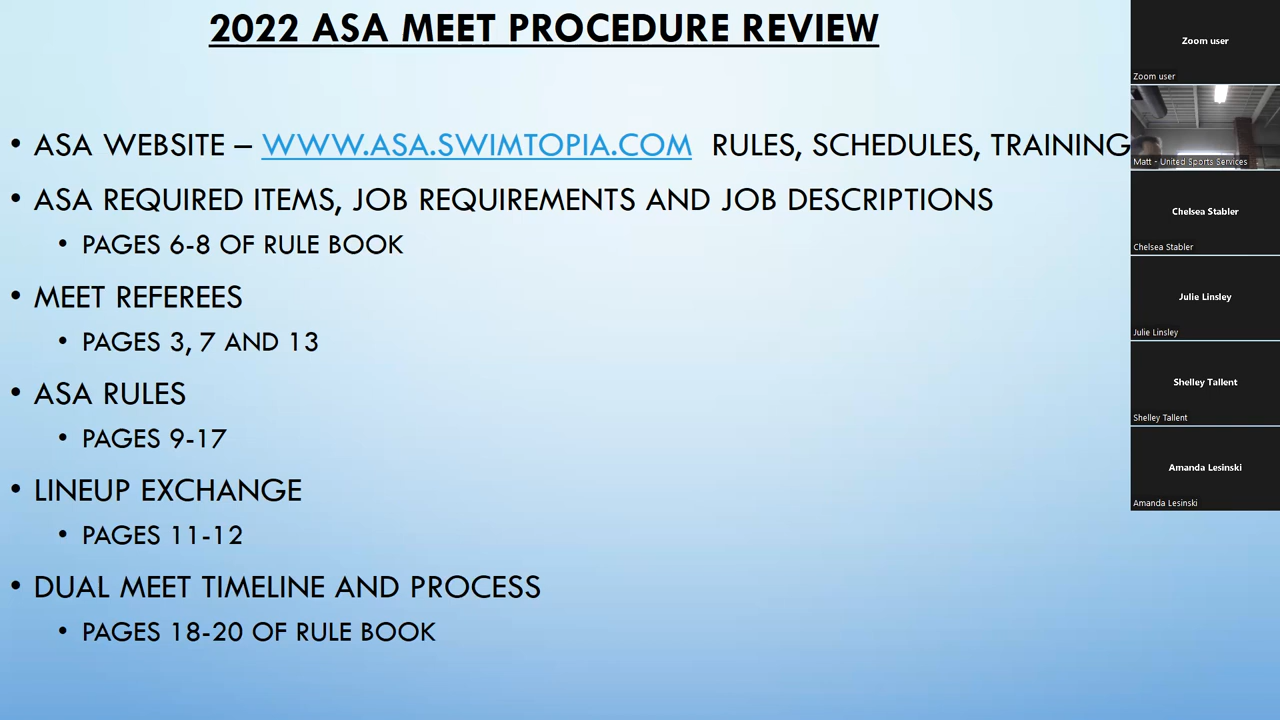 2022 ASA MEET PROCEDURE REVIEW
• ASA WEBSITE – WWW.ASA.SWIMTOPIA.COM RULES, SCHEDULES, TRAINING
• ASA REQUIRED ITEMS, JOB REQUIREMENTS AND JOB DESCRIPTIONS
• PAGES 6-8 OF RULE BOOK
• MEET REFEREES
• PAGES 3, 7 AND 13
• ASA RULES
• PAGES 9-17
• LINEUP EXCHANGE
• PAGES 11-12
• DUAL MEET TIMELINE AND PROCESS
• PAGES 18-20 OF RULE BOOK
Zoom user
Zoom user
Matt - United Sports Services
Chelsea Stabler
Chelsea Stabler
Julie Linsley
Julie Linsley
Shelley Tallent
Shelley Tallent
Amanda Lesinski
Amanda Lesinski